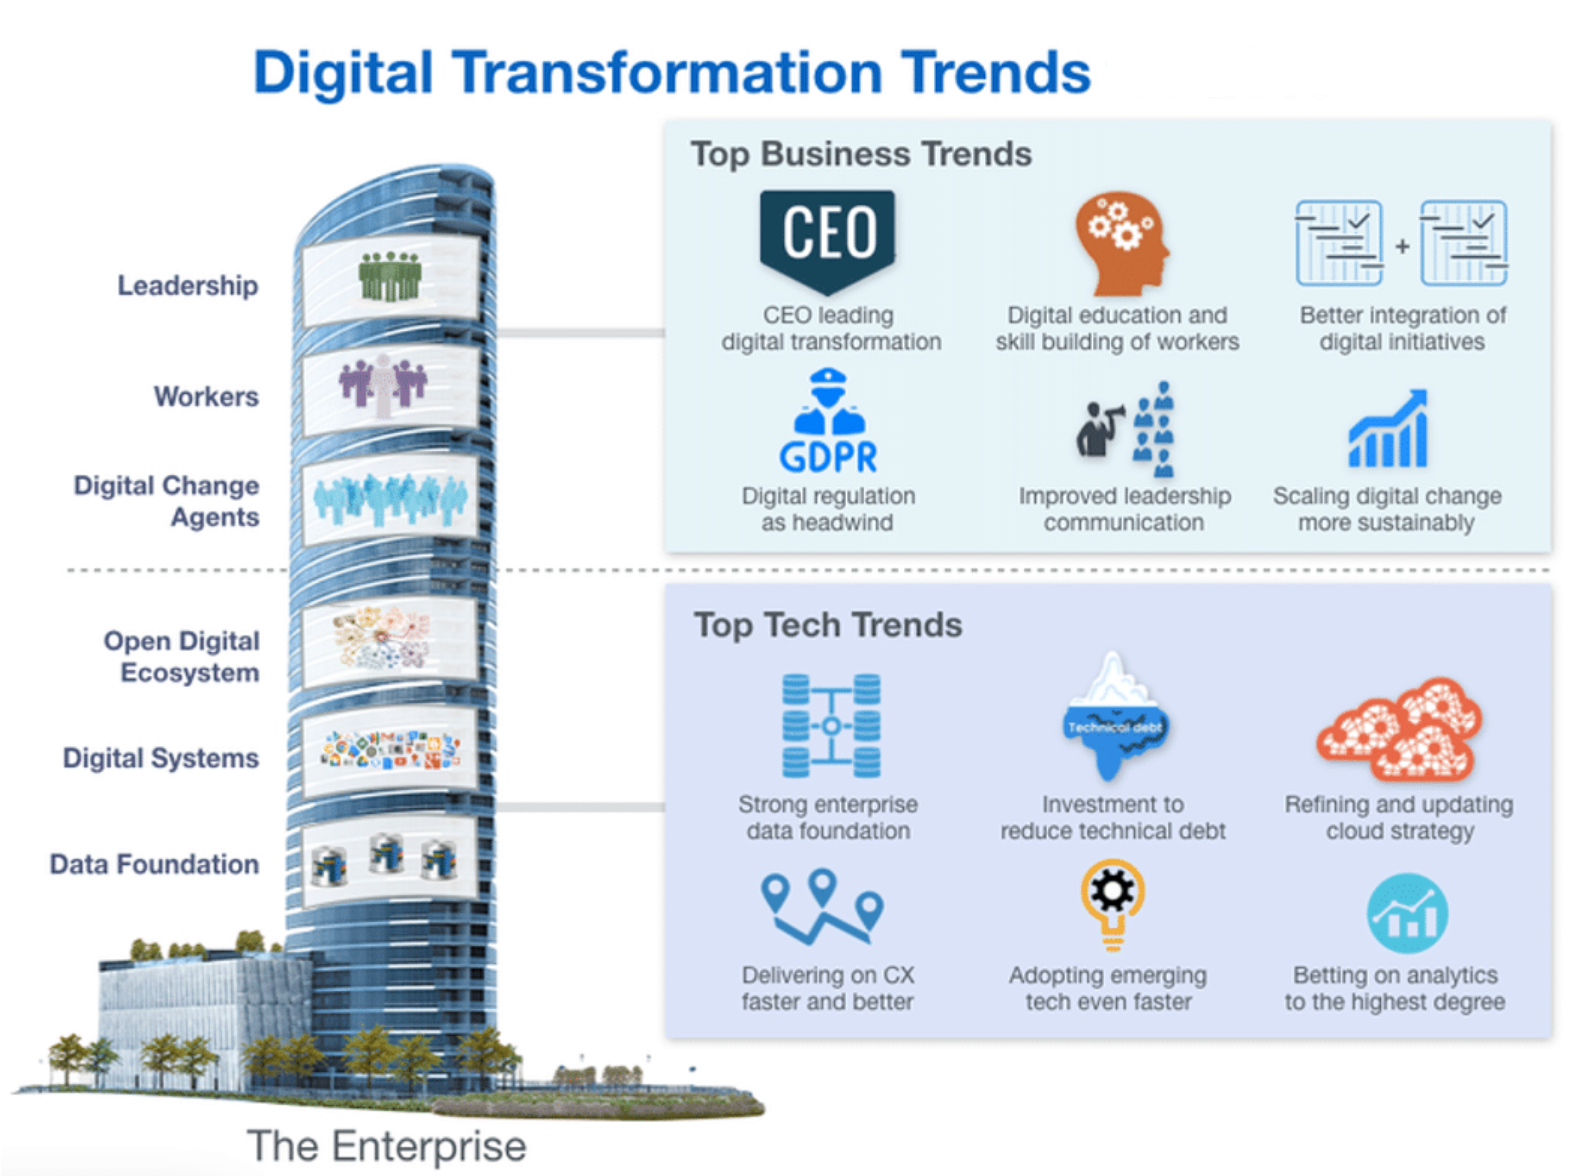 Digital Transformation Trends
Leadership
Workers
Digital Change
Agents
Open Digital
Ecosystem
Digital Systems
Data Foundation
The Enterprise
Top Business Trends
CEO
CEO leading
digital transformation
Digital education and
skill building of workers
+
Better integration of
digital initiatives
GDPR
Digital regulation
as headwind
Improved leadership
communication
Scaling digital change
more sustainably
Top Tech Trends
Strong enterprise
data foundation
Technical debt
Investment to
reduce technical debt
Refining and updating
cloud strategy
Delivering on CX
faster and better
Adopting emerging
tech even faster
Betting on analytics
to the highest degree